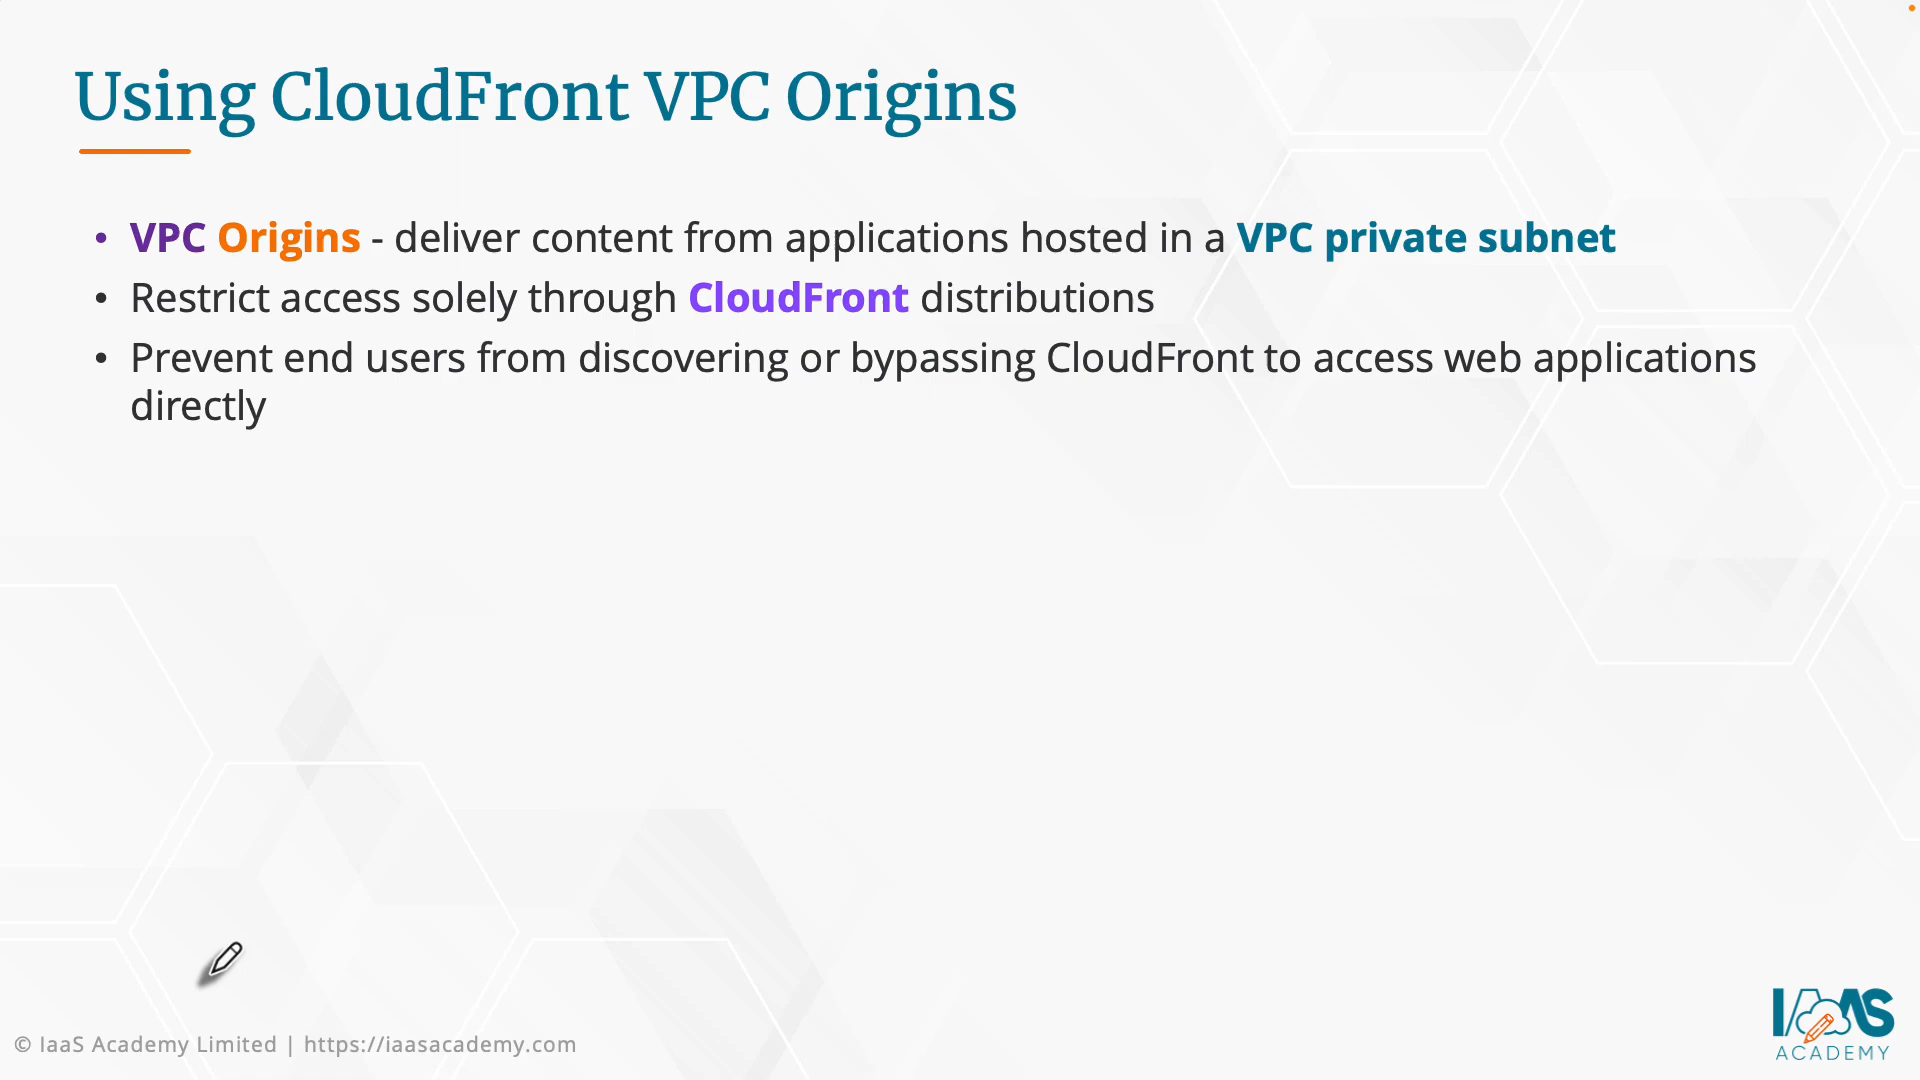 Using CloudFront VPC Origins
• VPC Origins - deliver content from applications hosted in a VPC private subnet
• Restrict access solely through CloudFront distributions
• Prevent end users from discovering or bypassing CloudFront to access web applications
directly
© IaaS Academy Limited | https://iaasacademy.com
IAAS
ACADEMY